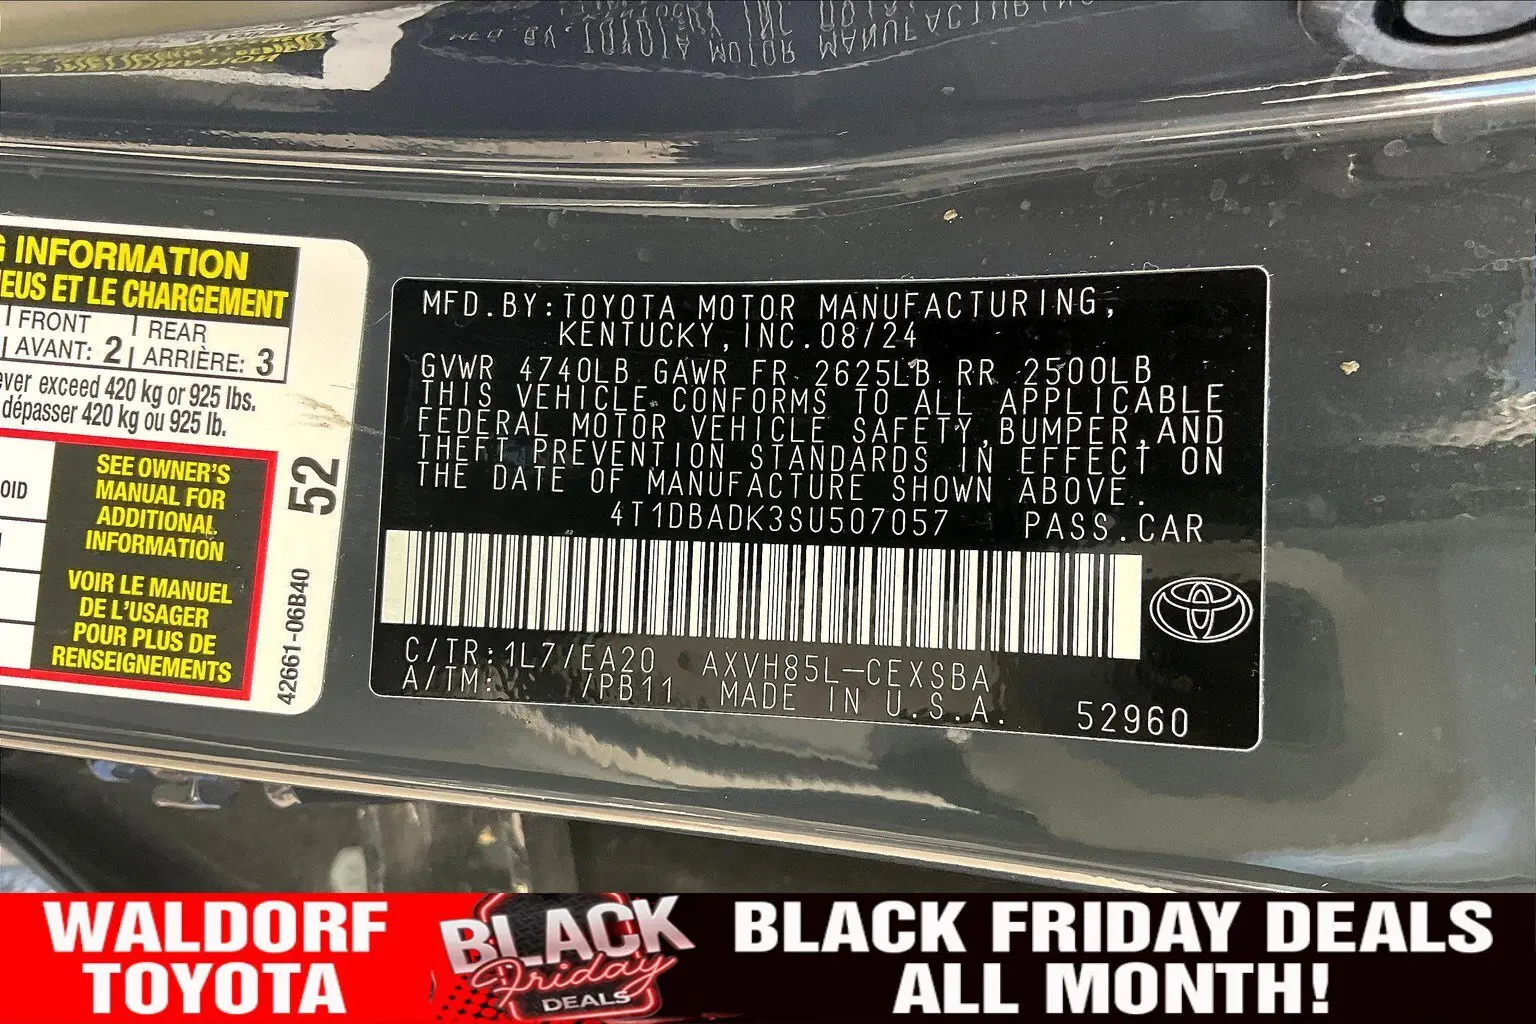 G INFORMATION
EUS ET LE CHARGEMENT
FRONT
AVANT: 2
REAR
ARRIÈRE: 3
ever exceed 420 kg or 925 lbs.
dépasser 420 kg ou 925 lb.
OID
SEE OWNER'S
MANUAL FOR
ADDITIONAL
INFORMATION
VOIR LE MANUEL
DE L'USAGER
POUR PLUS DE
RENSEIGNEMENTS
52
42661-06B40
MFD. BY: TOYOTA MOTOR MANUFACTURING,
KENTUCKY, INC. 08/24
GVWR 4740LB GAWR FR 2625LB RR 2500LB
THIS VEHICLE CONFORMS TO ALL APPLICABLE
FEDERAL MOTOR VEHICLE SAFETY, BUMPER, AND
THEFT PREVENTION STANDARDS IN EFFECT ON
THE DATE OF MANUFACTURE SHOWN ABOVE.
4T1DBADK3SU507057 PASS. CAR
C/TR: 1L7/EA20 AXVH85L-CEXSBA
A/TM: /PB11 MADE IN U.S.A. 52960
WALDORF
TOYOTA
BLACK
Friday
DEALS
BLACK FRIDAY DEALS
ALL MONTH!